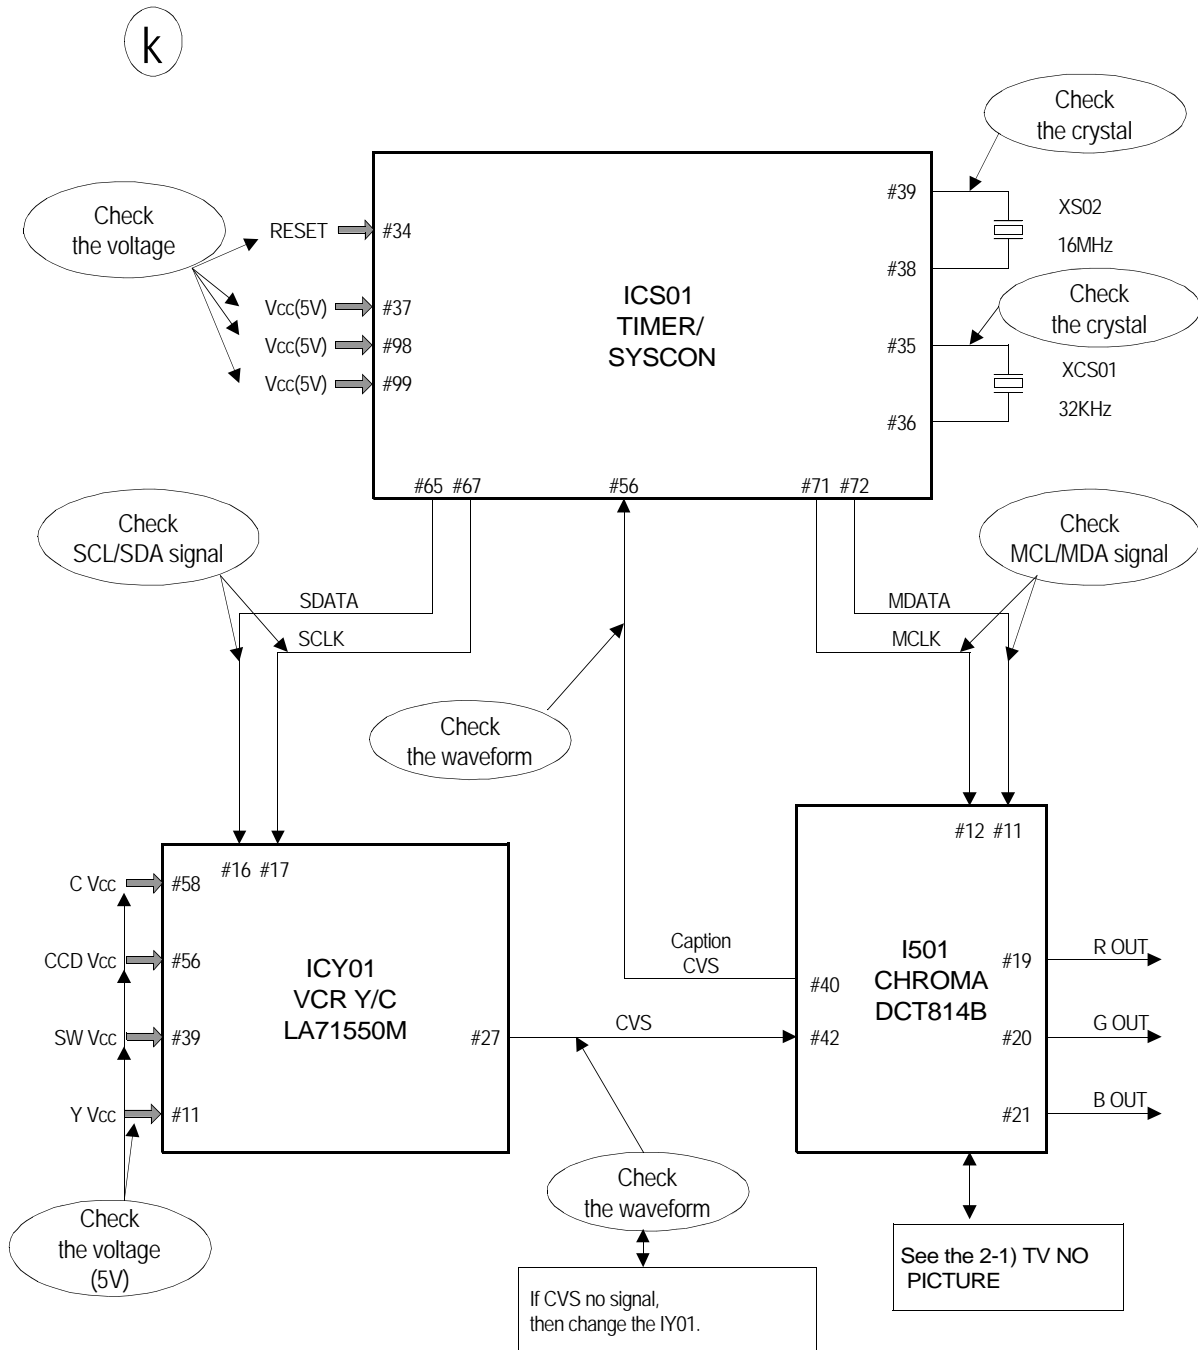 k
Check
the crystal
#39
XS02
16MHz
#38
Check
the voltage
RESET
#34
Vcc(5V)
#37
Vcc(5V)
#98
Vcc(5V)
#99
ICS01
TIMER/
SYSCON
Check
the crystal
#35
XCS01
32KHz
#36
#65 #67
#56
#71 #72
Check
SCL/SDA signal
Check
MCL/MDA signal
SDATA
SCLK
MDATA
MCLK
Check
the waveform
#12 #11
#16 #17
C Vcc
#58
CCD Vcc
#56
SW Vcc
#39
Y Vcc
#11
ICY01
VCR Y/C
LA71550M
#27
Caption
CVS
CVS
#40
#42
I501
CHROMA
DCT814B
#19
R OUT
#20
G OUT
#21
B OUT
Check
the voltage
(5V)
Check
the waveform
If CVS no signal,
then change the IY01.
See the 2-1) TV NO
PICTURE